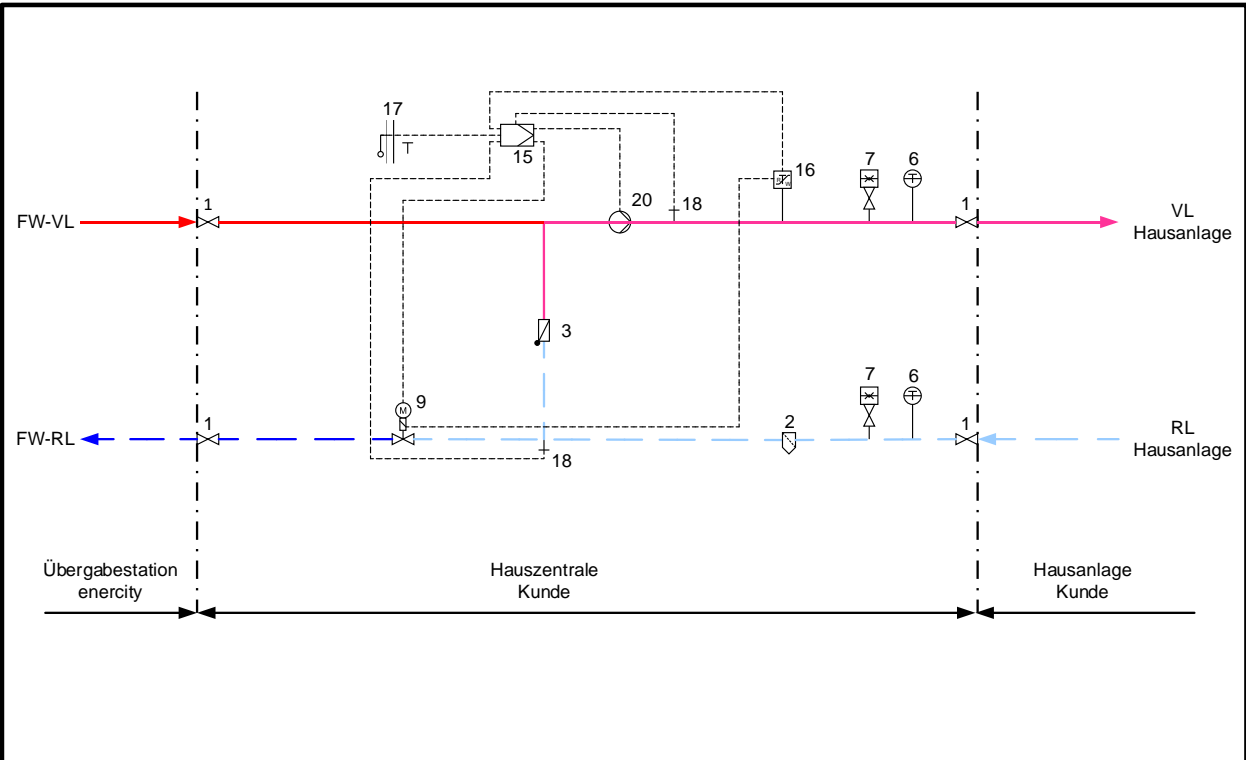 17
T
15
16
7
6
20
18
1
1
FW-VL
VL
Hausanlage
3
M
9
7
6
1
2
1
FW-RL
RL
Hausanlage
18
Übergabestation
enercity
Hauszentrale
Kunde
Hausanlage
Kunde